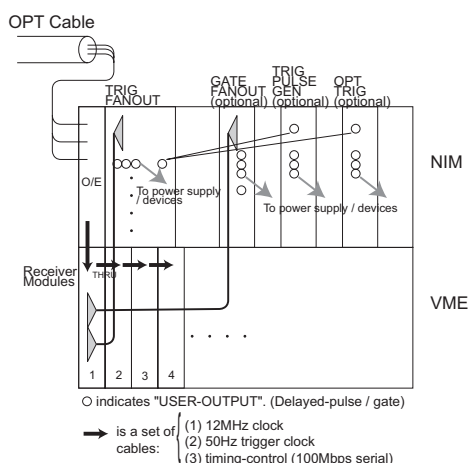 OPT Cable
TRIG
FANOUT
GATE
FANOUT
(optional)
TRIG
PULSE
GEN
(optional)
OPT
TRIG
(optional)
NIM
O/E
To power supply
/ devices
To power supply / devices
Receiver
Modules
THRU
VME
1 2 3 4
O indicates "USER-OUTPUT". (Delayed-pulse / gate)
is a set of
cables:
(1) 12MHz clock
(2) 50Hz trigger clock
(3) timing-control (100Mbps serial)